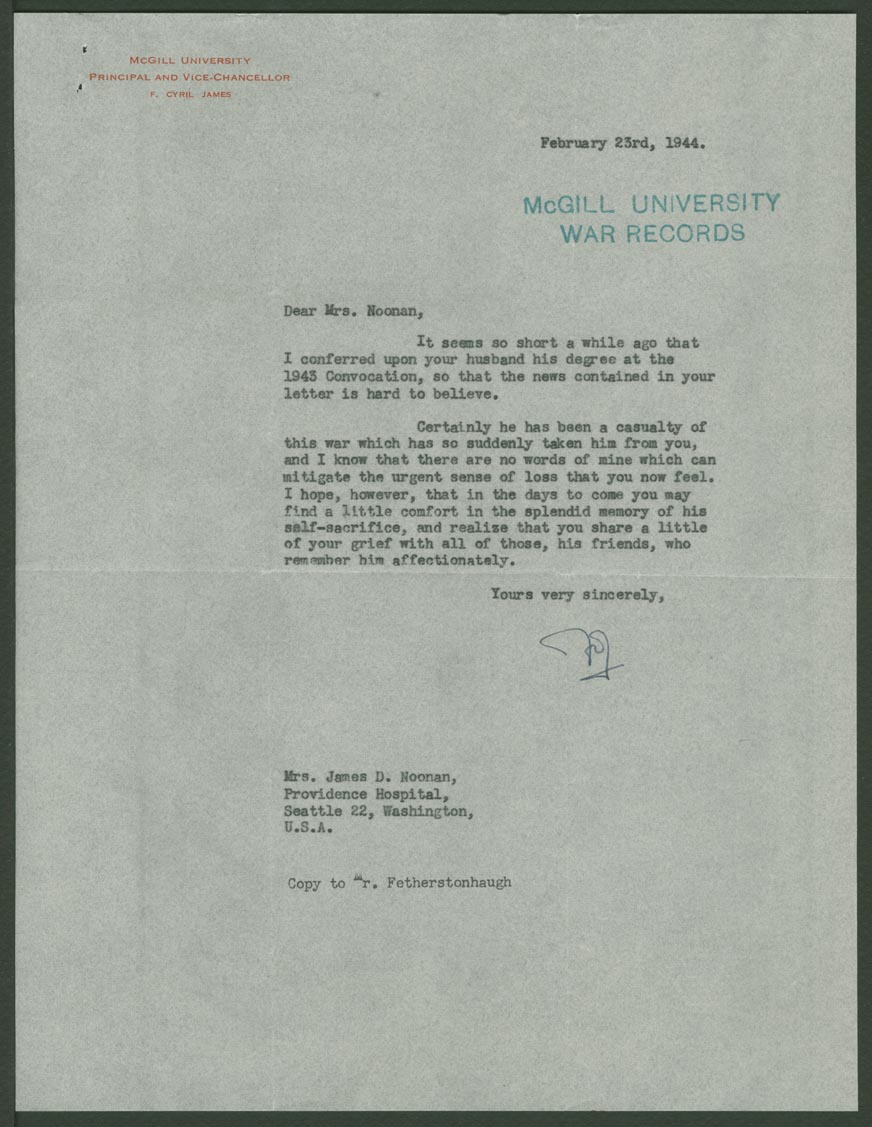 McGill University
Principal and Vice-Chancellor
F. Cyril James
February 23rd, 1944.
McGILL UNIVERSITY
WAR RECORDS
Dear Mrs. Noonan,
It seems so short a while ago that
I conferred upon your husband his degree at the
1943 Convocation, so that the news contained in your
letter is hard to believe.
Certainly he has been a casualty of
this war which has so suddenly taken him from you,
and I know that there are no words of mine which can
mitigate the urgent sense of loss that you now feel.
I hope, however, that in the days to come you may
find a little comfort in the splendid memory of his
self-sacrifice, and realize that you share a little
of your grief with all of those, his friends, who
remember him affectionately.
Yours very sincerely,
Mrs. James D. Noonan,
Providence Hospital,
Seattle 22, Washington,
U.S.A.
Copy to Mr. Fetherstonhaugh